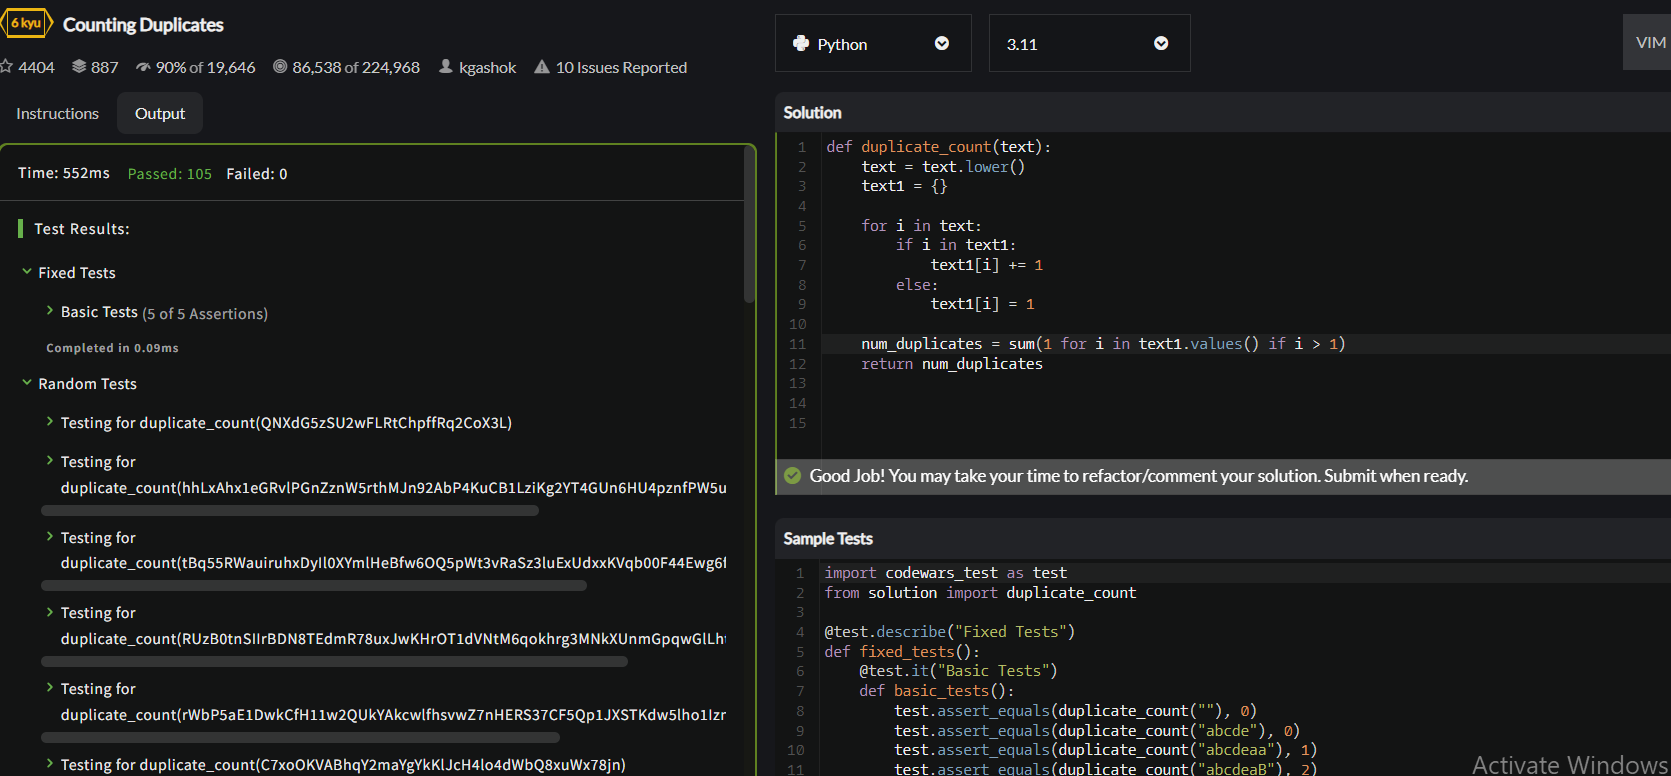 6 kyu Counting Duplicates
4404 887 90% of 19,646 86,538 of 224,968 kgashok 10 Issues Reported
Instructions Output
Time: 552ms Passed: 105 Failed: 0
Test Results:
Fixed Tests
Basic Tests (5 of 5 Assertions)
Completed in 0.09ms
Random Tests
Testing for duplicate_count(QNXdG5zSU2wFLRtChpffRq2CoX3L)
Testing for
duplicate_count(hhLxAhx1eGRvlPGnZznW5rthMJn92AbP4KuCB1LziKg2YT4GUn6HU4pznfPW5u
Testing for
duplicate_count(tBq55RWauiruhxDyIl0XYmlHeBfw6OQ5pWt3vRaSz3luExUdxxKVqb00F44Ewg6f
Testing for
duplicate_count(RUzB0tnSIIrBDN8TEdmR78uxJwKHrOT1dVNtM6qokhrg3MNkXUnmGpqwGlLht
Testing for
duplicate_count(rWbP5aE1DwkCfH11w2QUkYAkcwlfhsvwZ7nHERS37CF5Qp1JXSTKdw5lho1Izr
Testing for duplicate_count(C7xoOKVABhqY2maYgYkKlJcH4lo4dWbQ8xuWx78jn)
Python 3.11 VIM
Solution
1 def duplicate_count(text):
2 text = text.lower()
3 text1 = {}
4
5 for i in text:
6 if i in text1:
7 text1[i] += 1
8 else:
9 text1[i] = 1
10
11 num_duplicates = sum(1 for i in text1.values() if i > 1)
12 return num_duplicates
13
14
15
Good Job! You may take your time to refactor/comment your solution. Submit when ready.
Sample Tests
1 import codewars_test as test
2 from solution import duplicate_count
3
4 @test.describe("Fixed Tests")
5 def fixed_tests():
6 @test.it("Basic Tests")
7 def basic_tests():
8 test.assert_equals(duplicate_count(""), 0)
9 test.assert_equals(duplicate_count("abcde"), 0)
10 test.assert_equals(duplicate_count("abcdeaa"), 1)
11 test.assert_equals(duplicate_count("abcdeaB"), 2)
Activate Windows